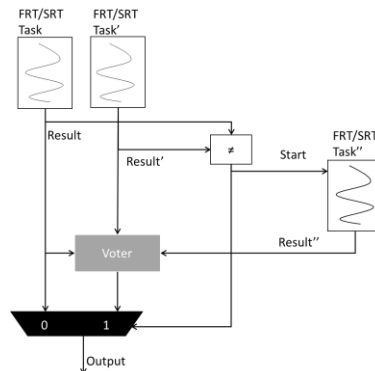 FRT/SRT
Task
FRT/SRT
Task'
Result
Result'
≠
Start
FRT/SRT
Task''
Result''
Voter
0 1
Output